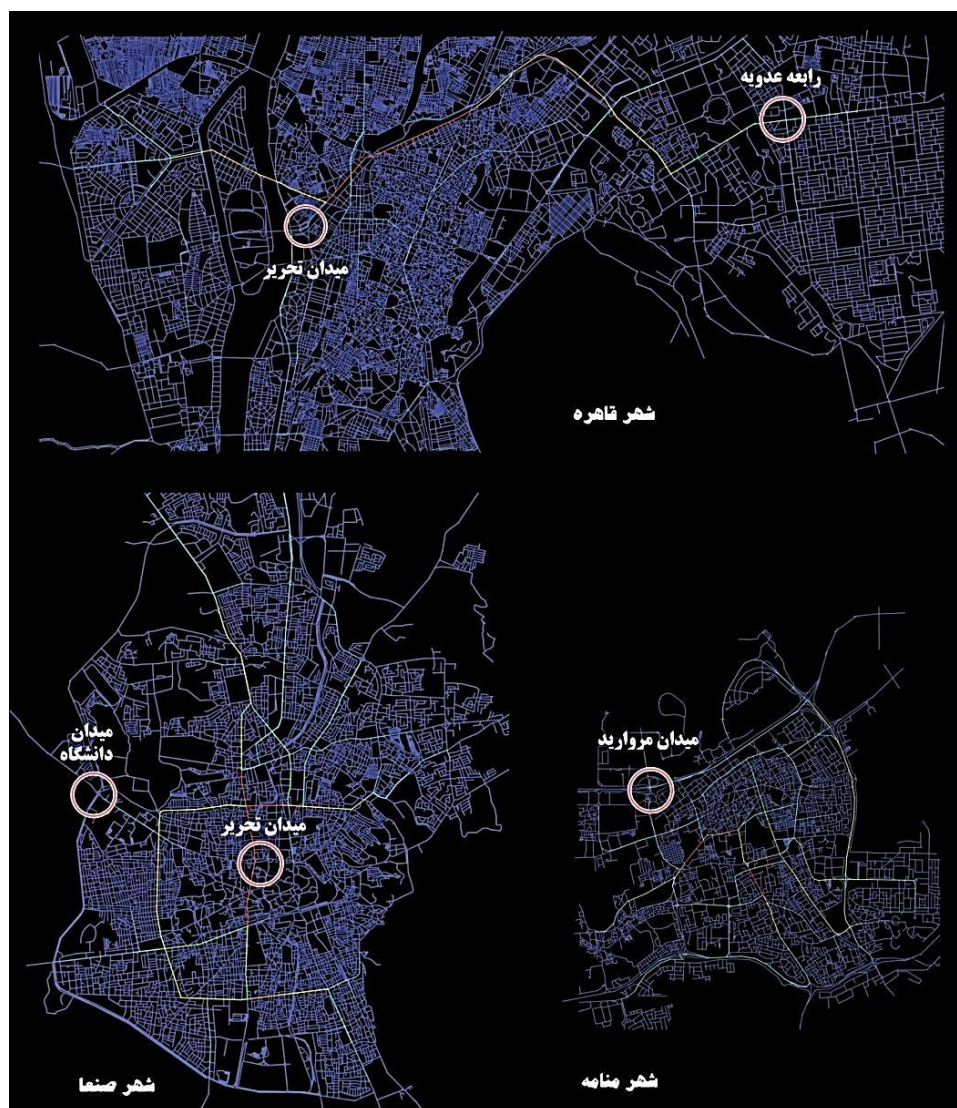 رابعه عدویه
میدان تحریر
شهر قاهره
میدان
دانشگاه
میدان تحریر
شهر صنعا
میدان مروارید
شهر منامه